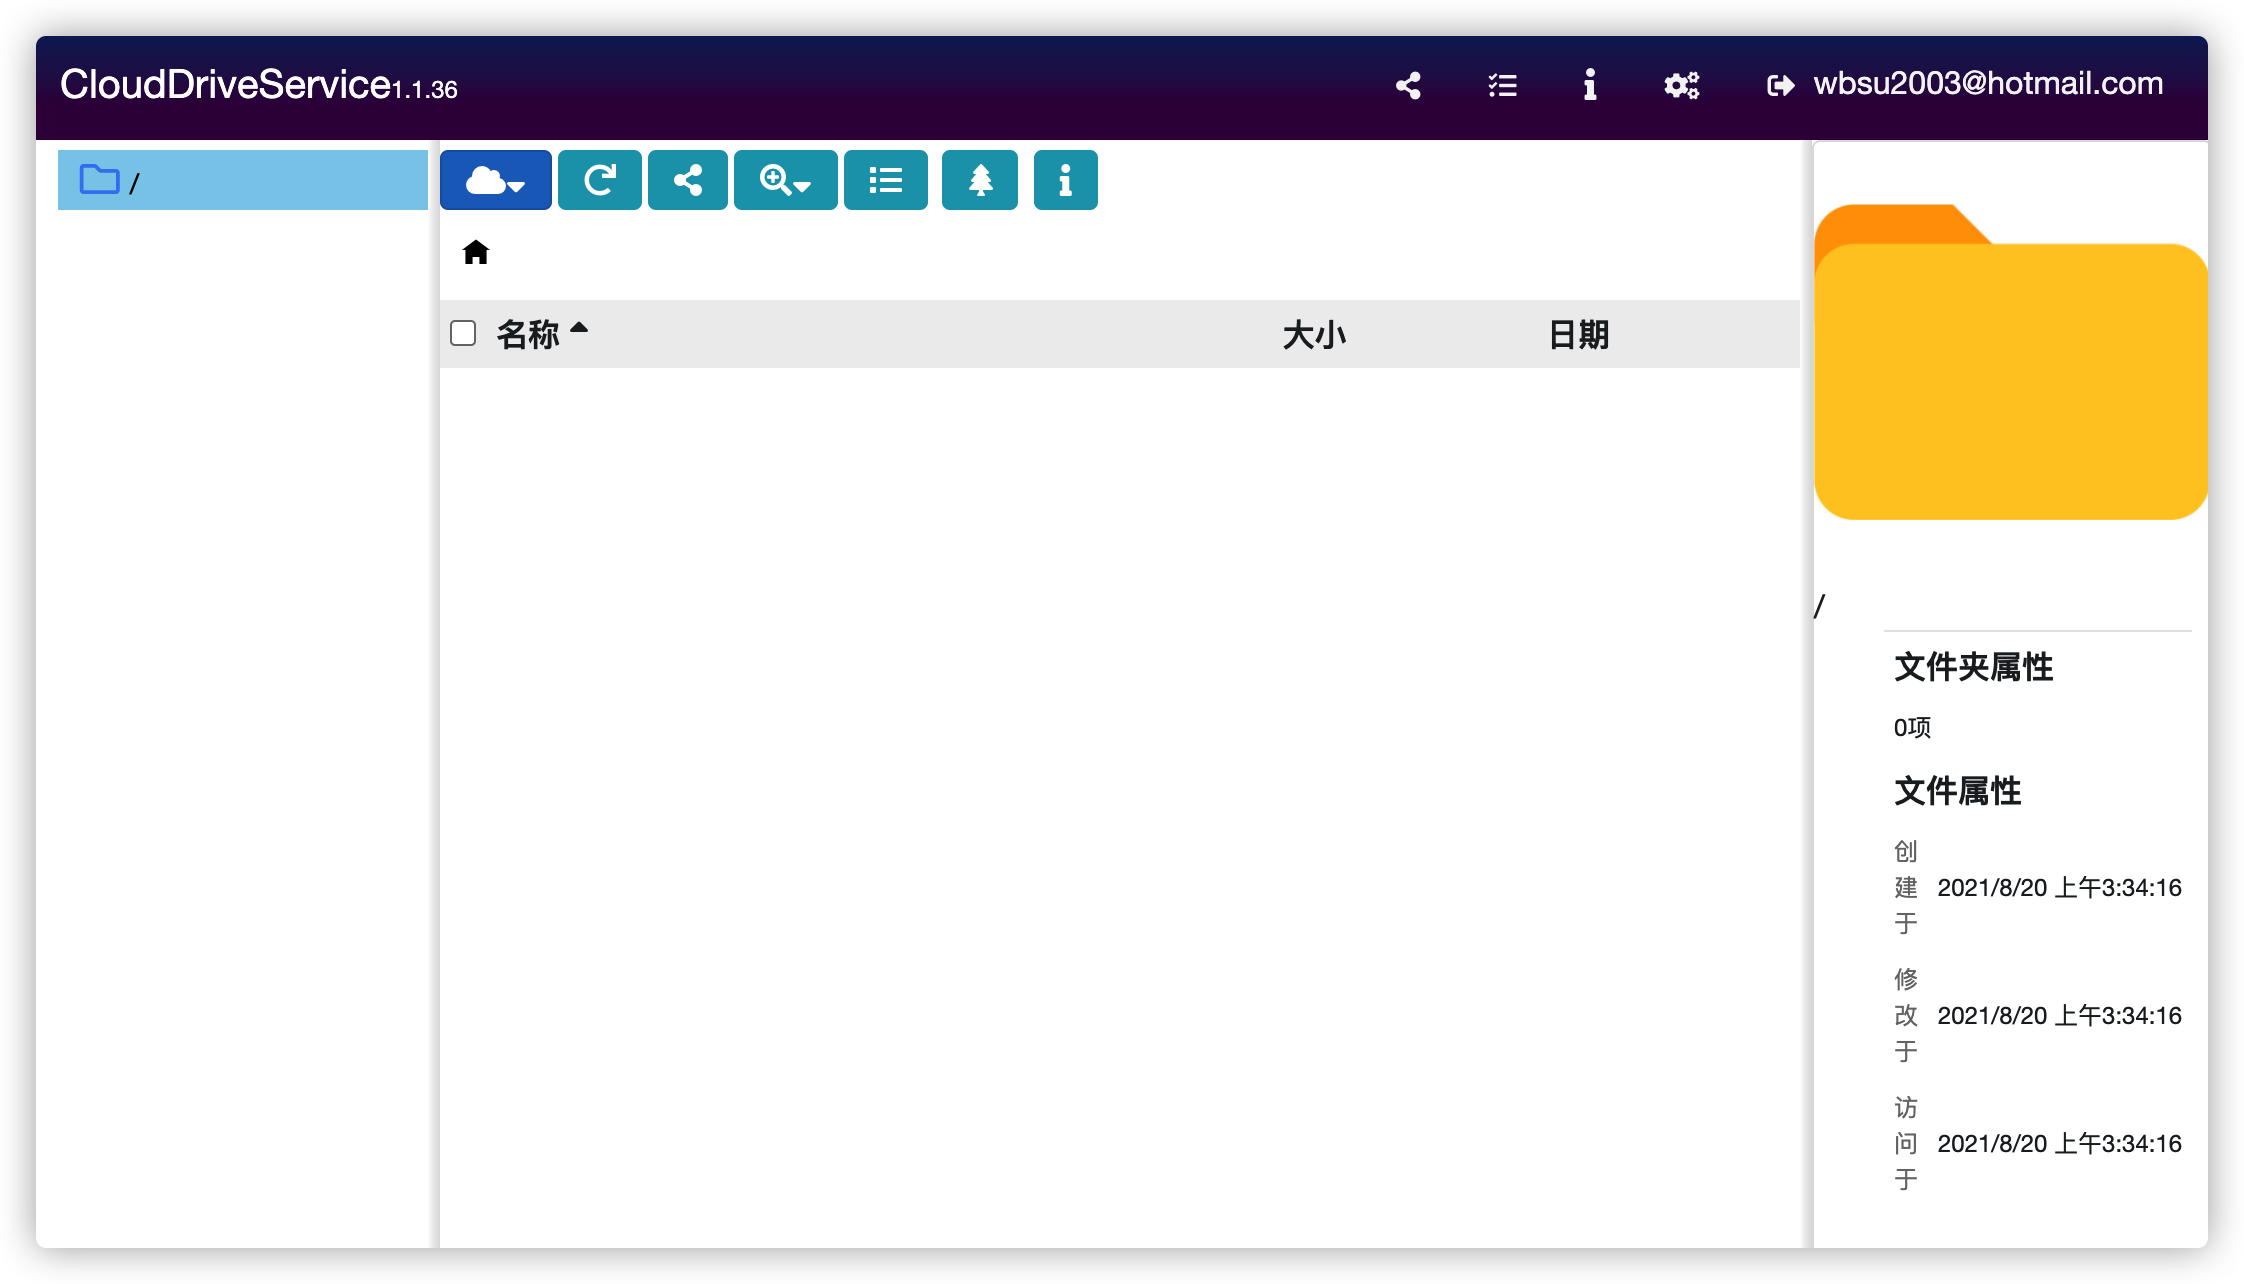 CloudDriveService1.1.36
wbsu2003@hotmail.com
/
名称 大小 日期
/
文件夹属性
0项
文件属性
创建于 2021/8/20 上午3:34:16
修改于 2021/8/20 上午3:34:16
访问于 2021/8/20 上午3:34:16